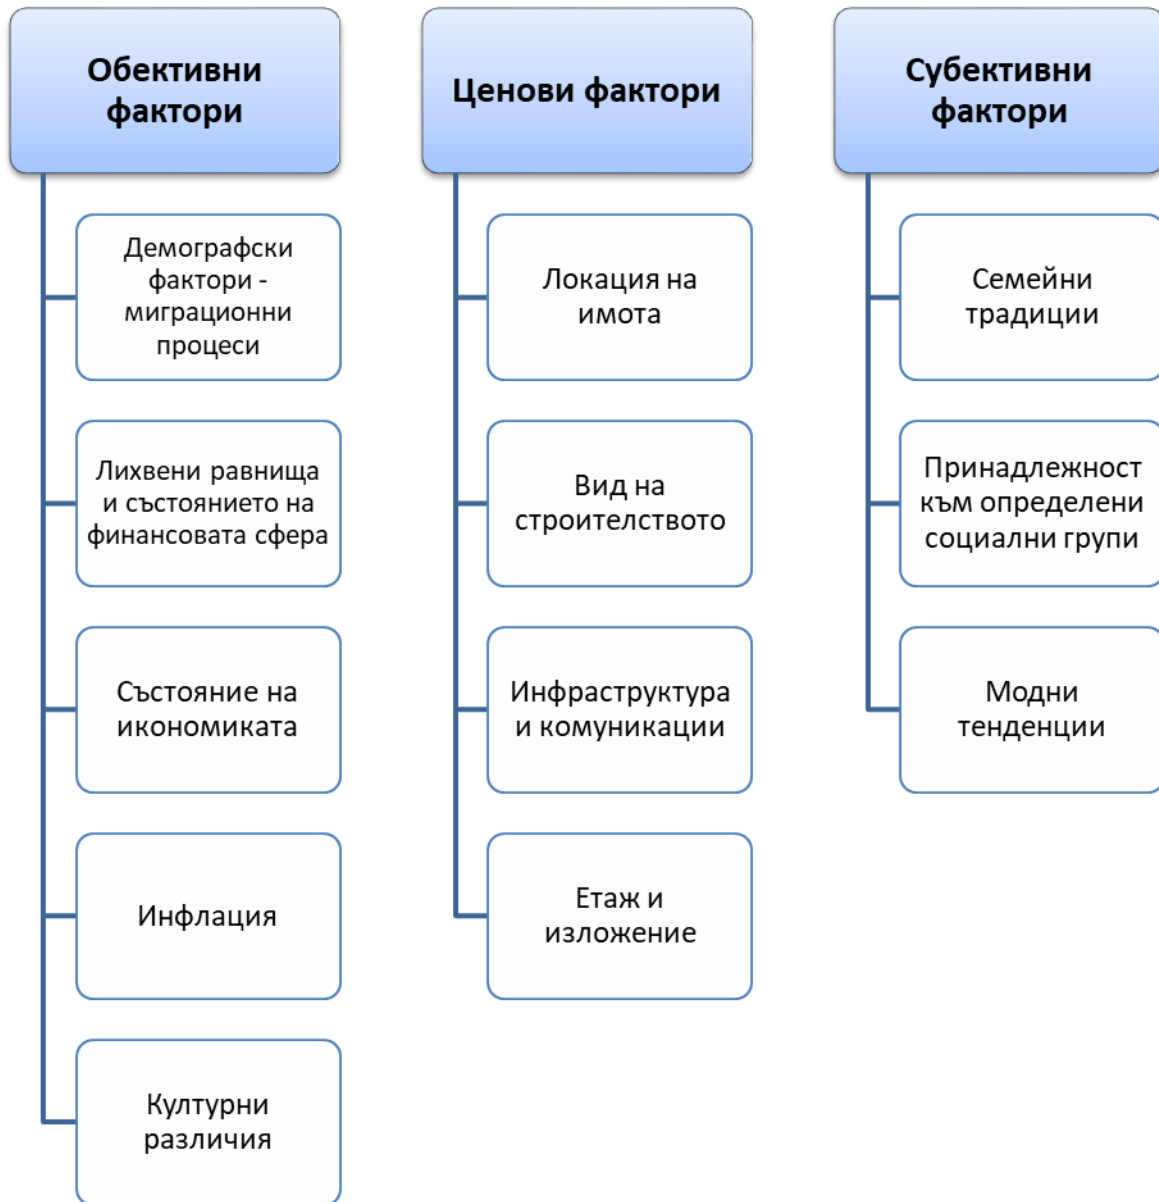 Обективни
фактори
Демографски
фактори -
миграционни
процеси
Лихвени равнища
и състоянието на
финансовата сфера
Състояние на
икономиката
Инфлация
Културни
различия
Ценови фактори
Локация на
имота
Вид на
строителството
Инфраструктура
и комуникации
Етаж и
изложение
Субективни
фактори
Семейни
традиции
Принадлежност
към определени
социални групи
Модни
тенденции